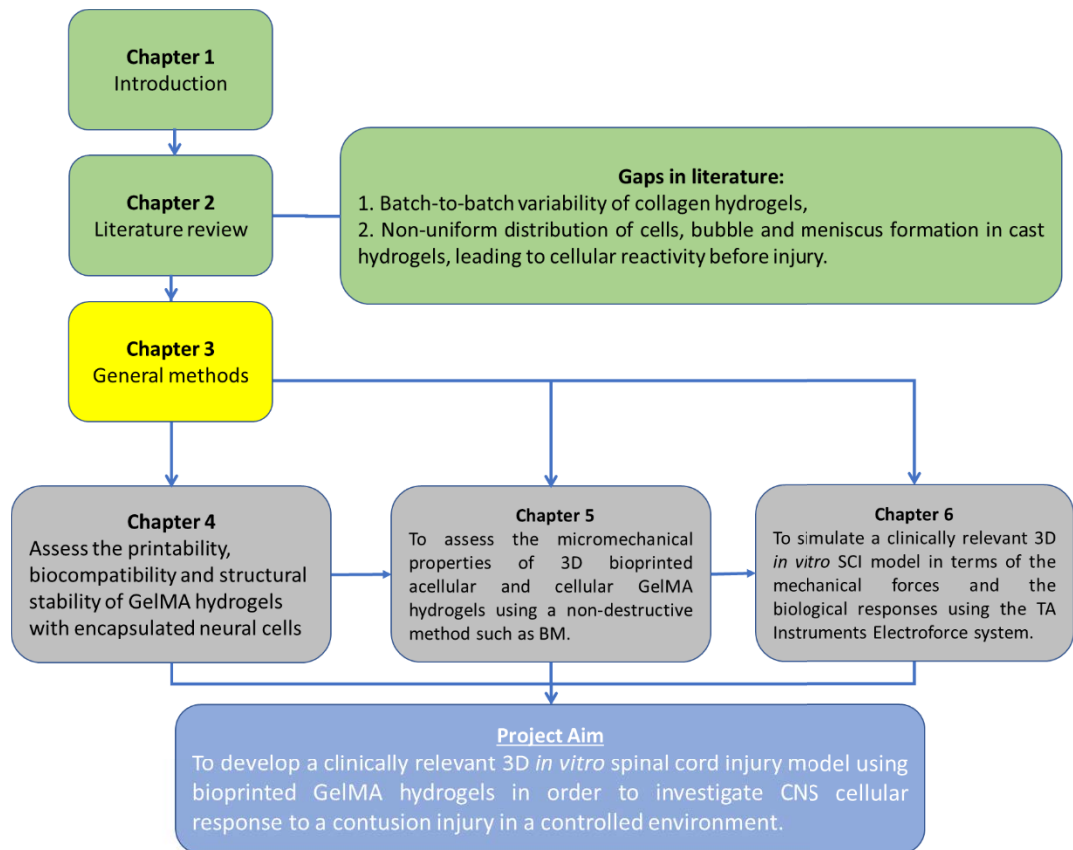 Chapter 1
Introduction
Chapter 2
Literature review
Gaps in literature:
1. Batch-to-batch variability of collagen hydrogels,
2. Non-uniform distribution of cells, bubble and meniscus formation in cast
hydrogels, leading to cellular reactivity before injury.
Chapter 3
General methods
Chapter 4
Assess the printability,
biocompatibility and structural
stability of GelMA hydrogels
with encapsulated neural cells
Chapter 5
To assess the micromechanical
properties of 3D bioprinted
acellular and cellular GelMA
hydrogels using a non-destructive
method such as BM.
Chapter 6
To simulate a clinically relevant 3D
in vitro SCI model in terms of the
mechanical forces and the
biological responses using the TA
Instruments Electroforce system.
Project Aim
To develop a clinically relevant 3D in vitro spinal cord injury model using
bioprinted GelMA hydrogels in order to investigate CNS cellular
response to a contusion injury in a controlled environment.